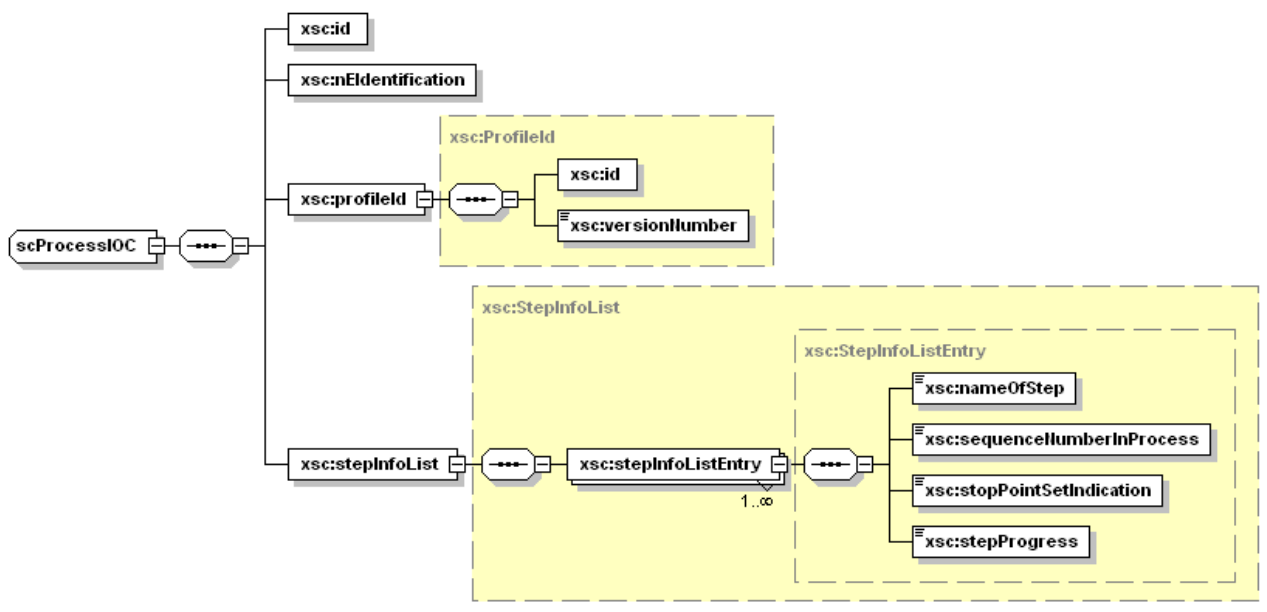 xsc:id
xsc:nEIdentification
xsc:ProfileId
xsc:id
xsc:profileId
xsc:versionNumber
scProcessIOC
xsc:StepInfoList
xsc:StepInfoListEntry
xsc:nameOfStep
xsc:sequenceNumberInProcess
xsc:stepInfoList
xsc:stepInfoListEntry
1..∞
xsc:stopPointSetIndication
xsc:stepProgress